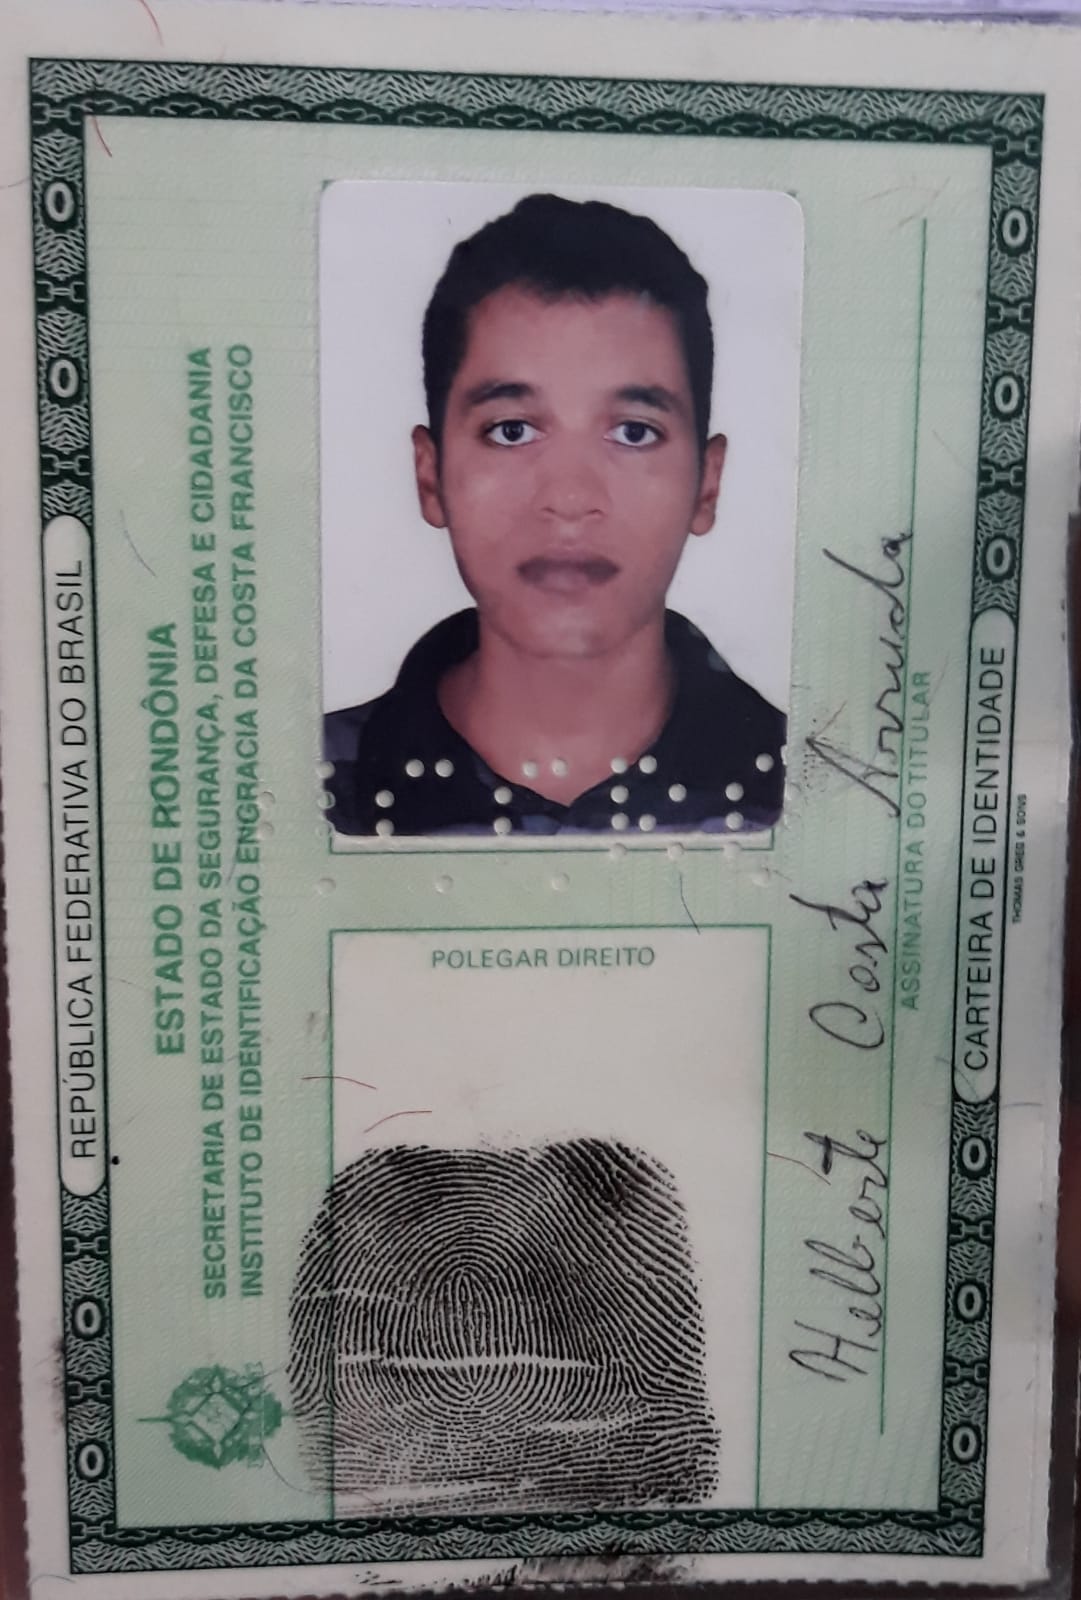 REPÚBLICA FEDERATIVA DO BRASIL
ESTADO DE RONDÔNIA
SECRETARIA DE ESTADO DA SEGURANÇA, DEFESA E CIDADANIA
INSTITUTO DE IDENTIFICAÇÃO ENGRACIA DA COSTA FRANCISCO
POLEGAR DIREITO
Helberte Costa Arruda
ASSINATURA DO TITULAR
CARTEIRA DE IDENTIDADE
THOMAS GREG & SONS